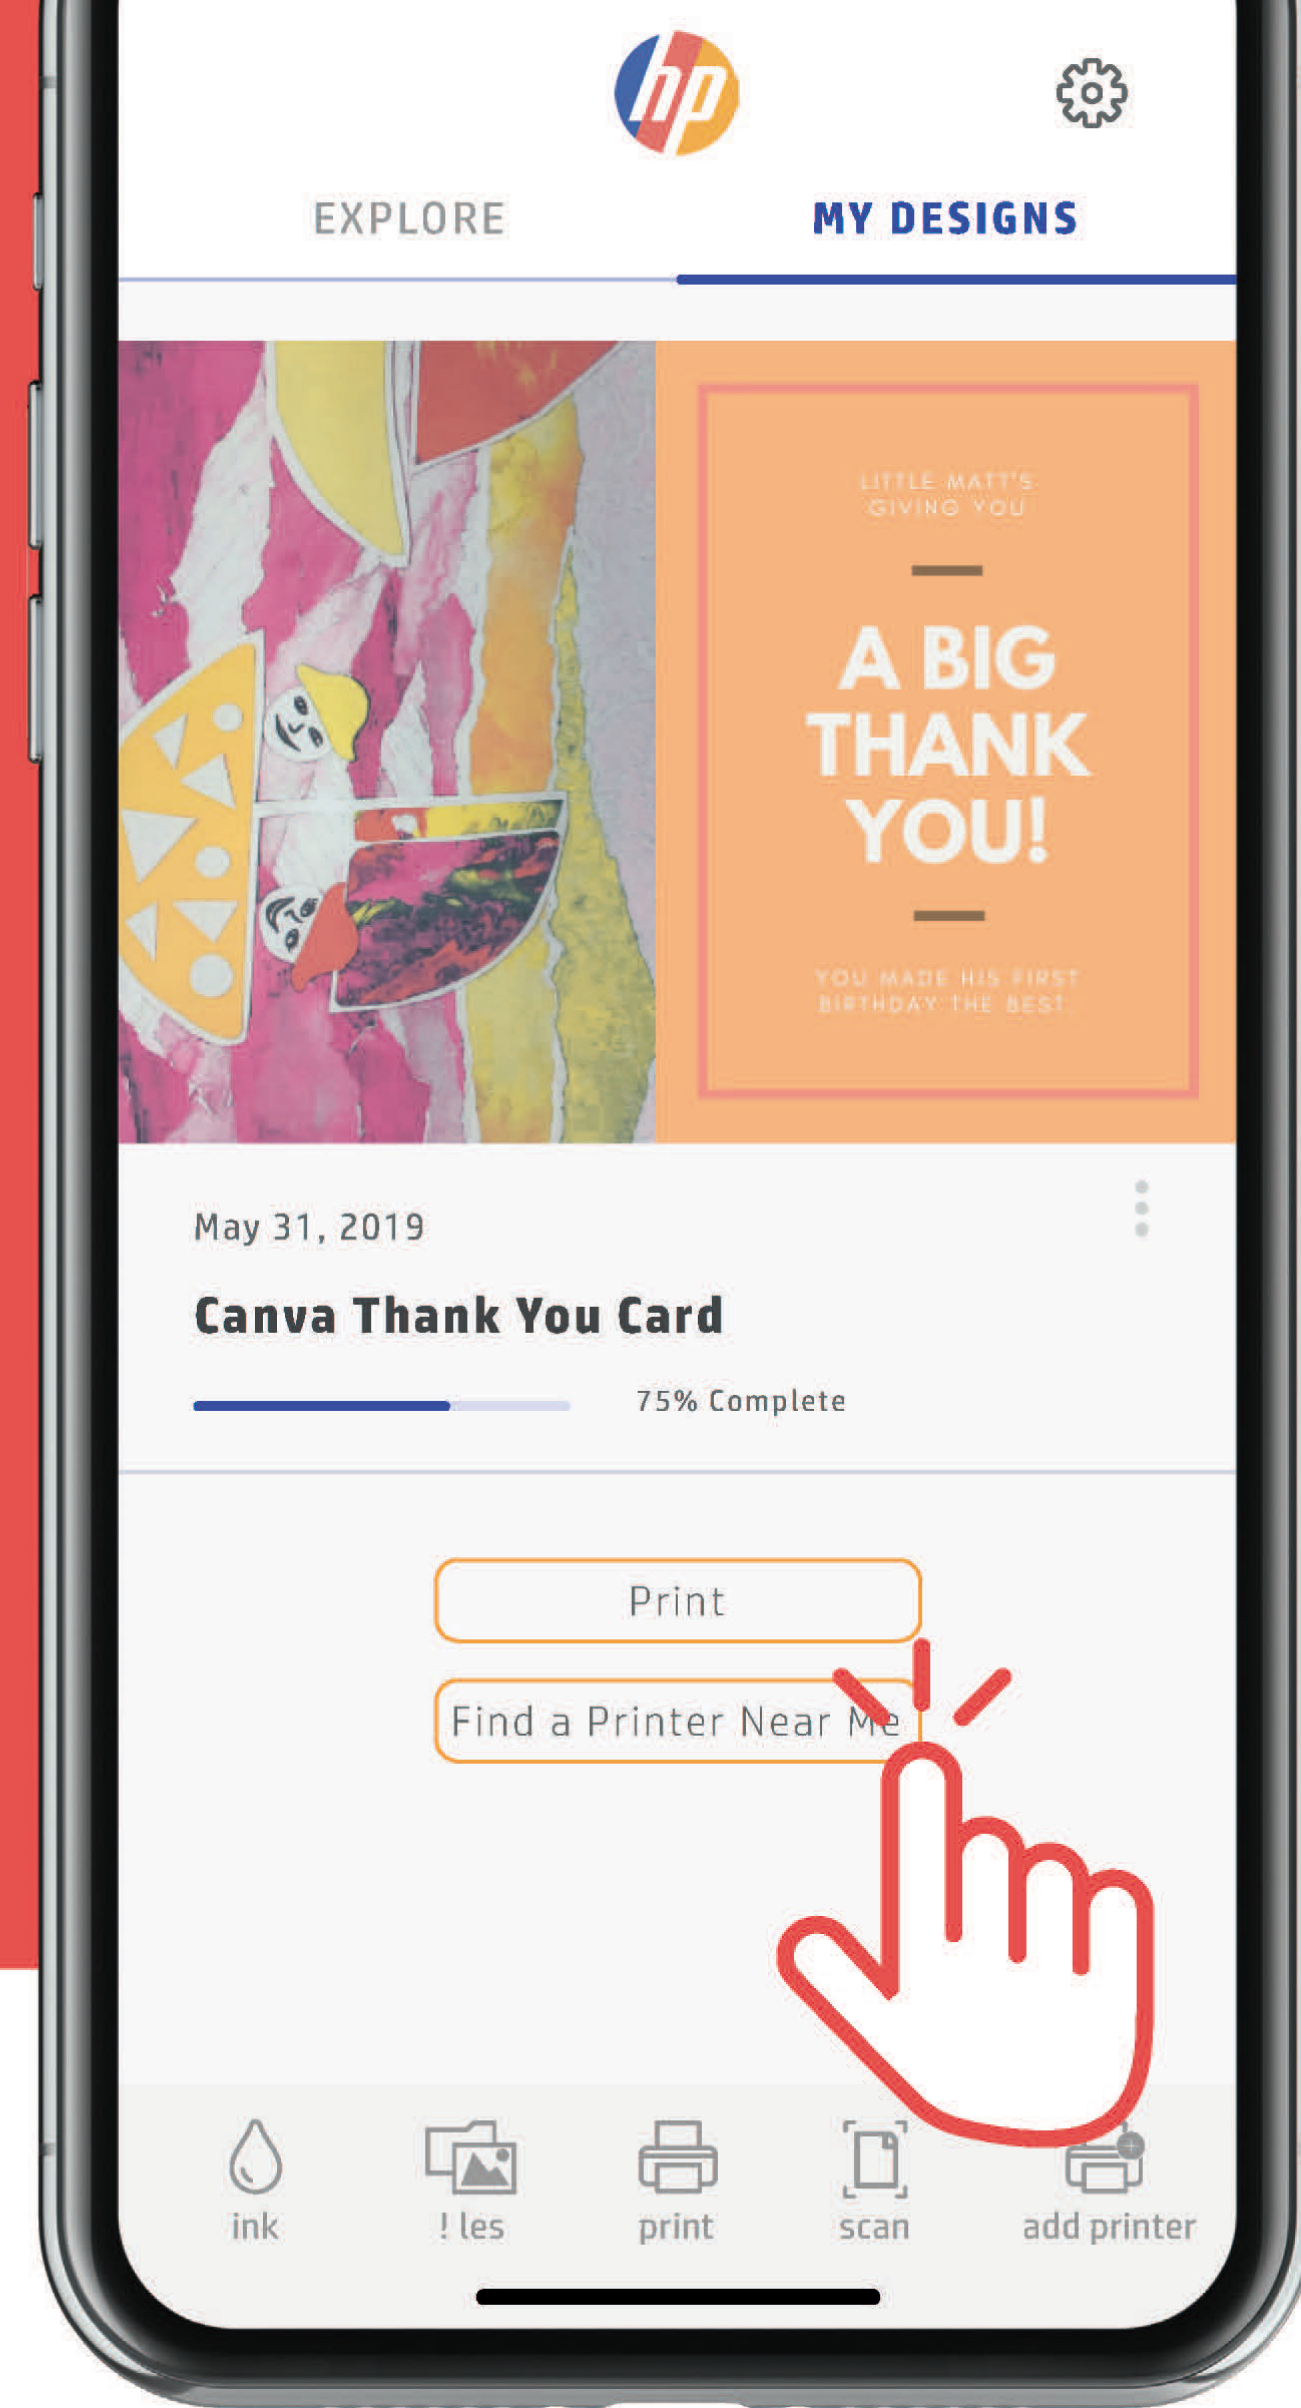 hp
EXPLORE MY DESIGNS
LITTLE MATT'S
GIVING YOU
A BIG
THANK
YOU!
YOU MADE HIS FIRST
BIRTHDAY THE BEST.
May 31, 2019
Canva Thank You Card
75% Complete
Print
Find a Printer Near Me
ink ! les print scan add printer